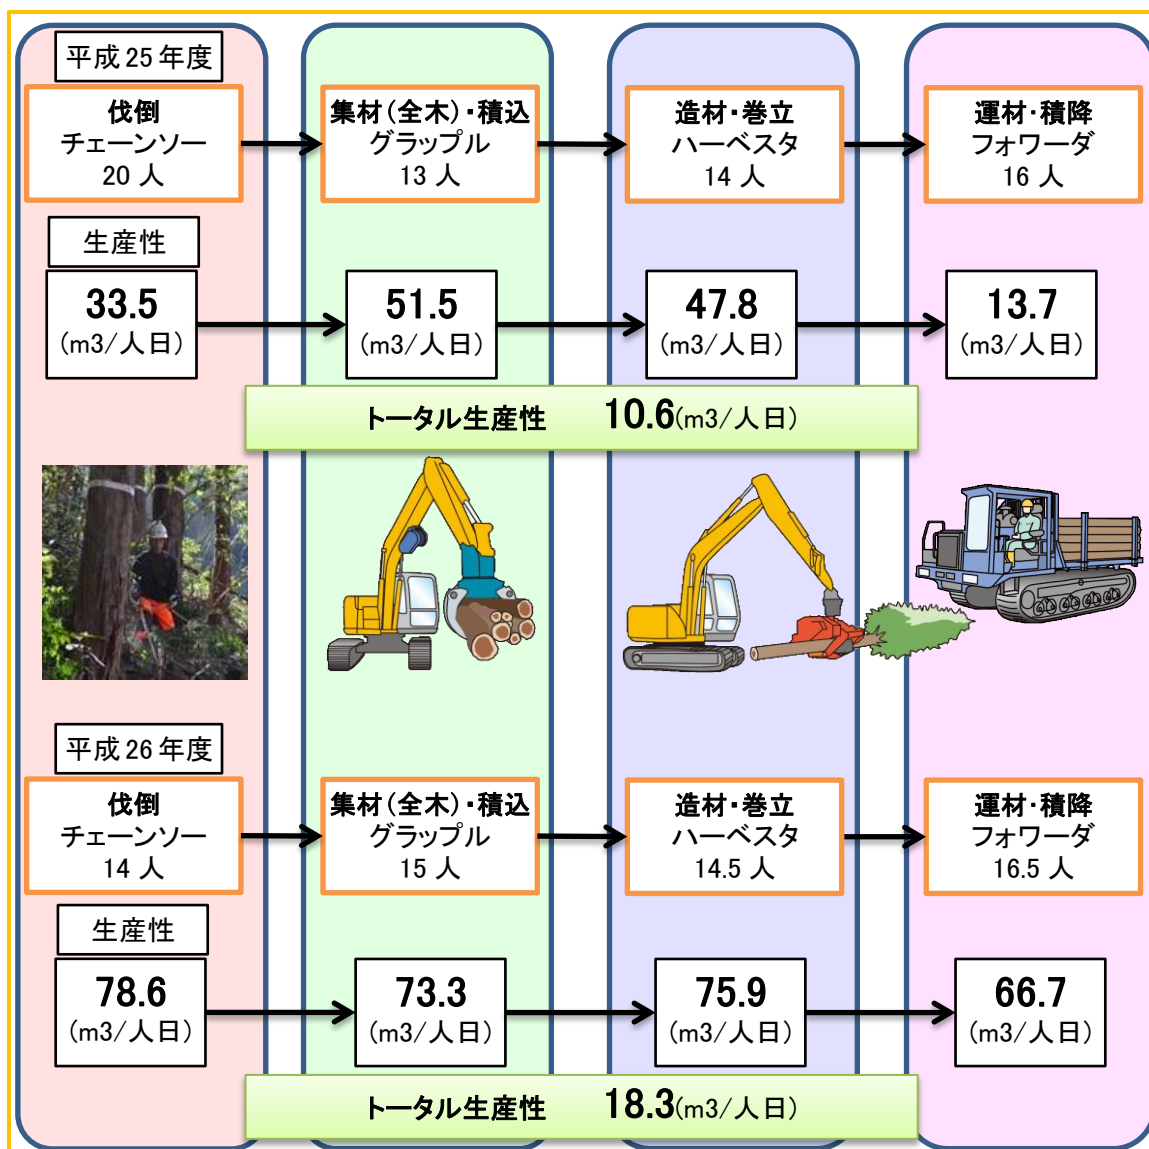 平成25年度
伐倒
チェーンソー
20人
集材(全木)・積込
グラップル
13人
造材・巻立
ハーベスタ
14人
運材・積降
フォワーダ
16人
生産性
33.5
(m3/人日)
51.5
(m3/人日)
47.8
(m3/人日)
13.7
(m3/人日)
トータル生産性 10.6(m3/人日)
平成26年度
伐倒
チェーンソー
14人
集材(全木)・積込
グラップル
15人
造材・巻立
ハーベスタ
14.5人
運材・積降
フォワーダ
16.5人
生産性
78.6
(m3/人日)
73.3
(m3/人日)
75.9
(m3/人日)
66.7
(m3/人日)
トータル生産性 18.3(m3/人日)